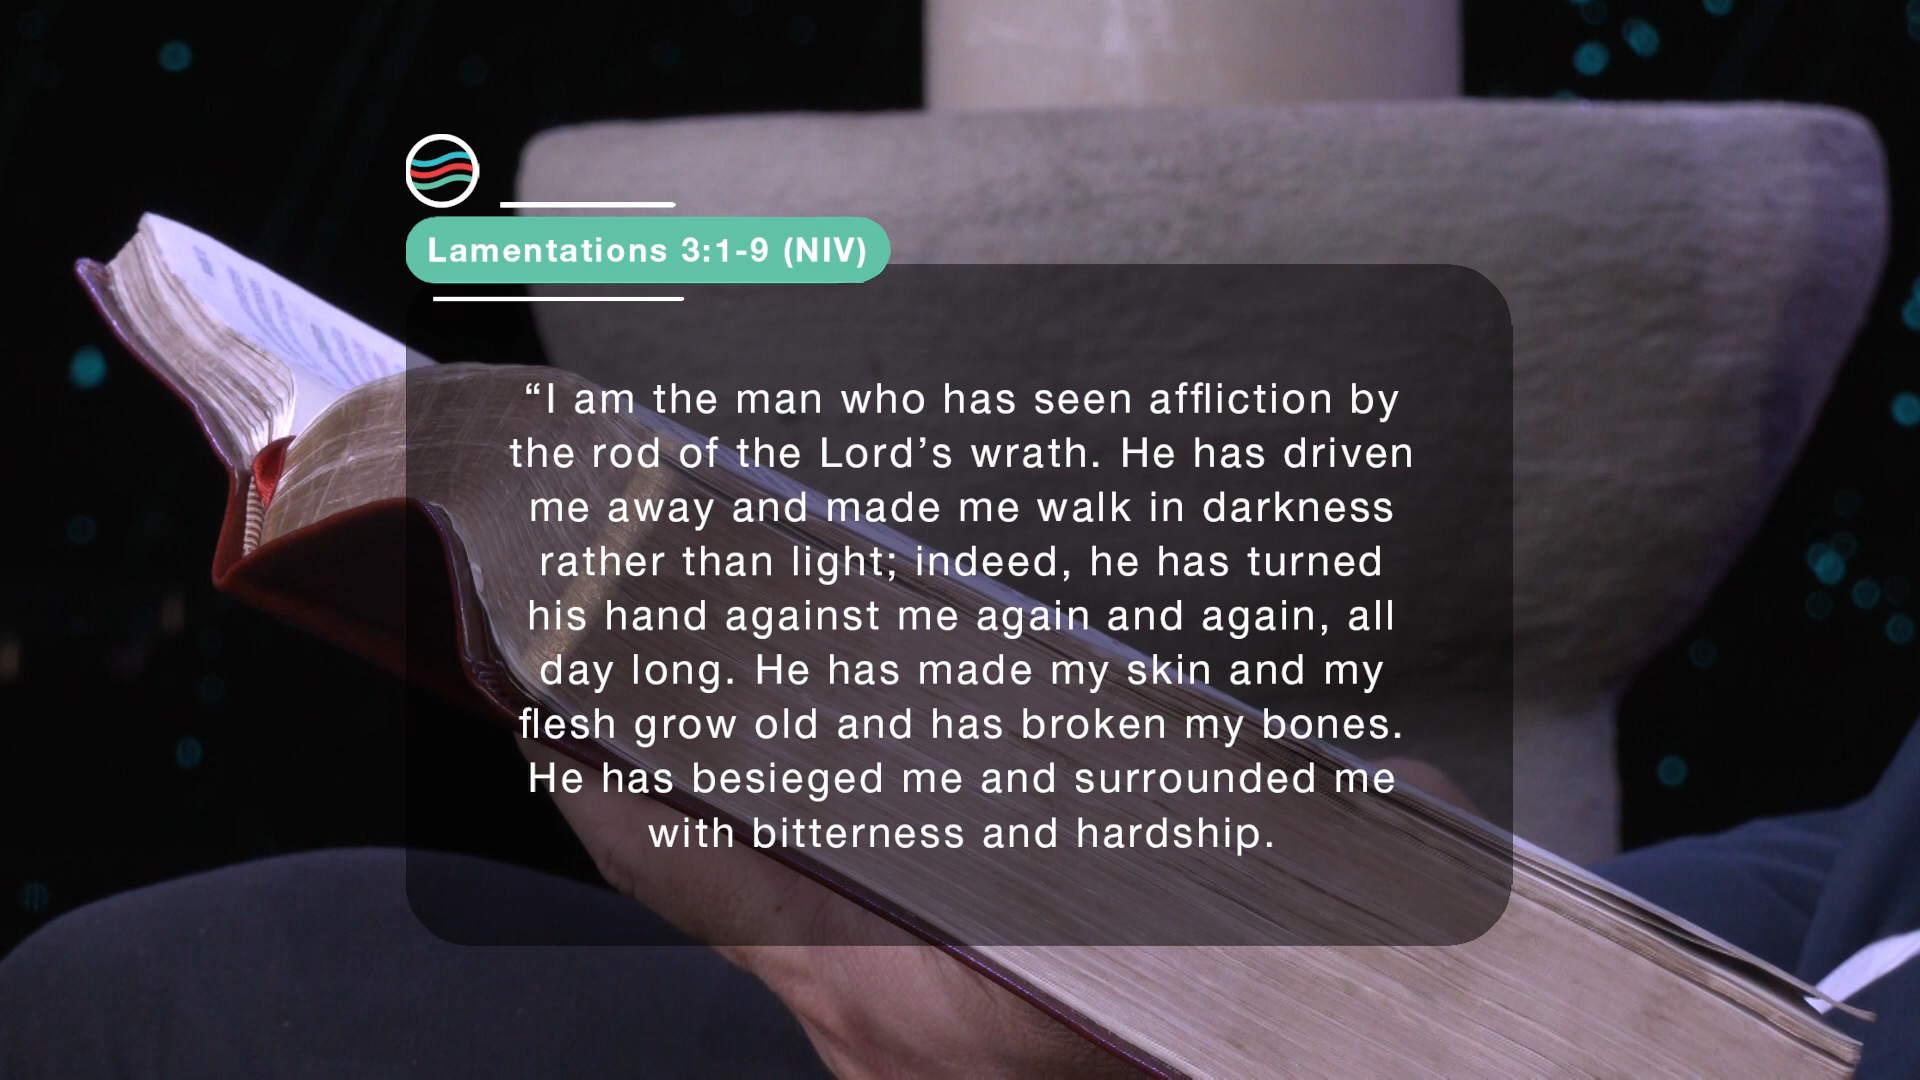 Lamentations 3:1-9 (NIV)
“I am the man who has seen affliction by
the rod of the Lord’s wrath. He has driven
me away and made me walk in darkness
rather than light; indeed, he has turned
his hand against me again and again, all
day long. He has made my skin and my
flesh grow old and has broken my bones.
He has besieged me and surrounded me
with bitterness and hardship.